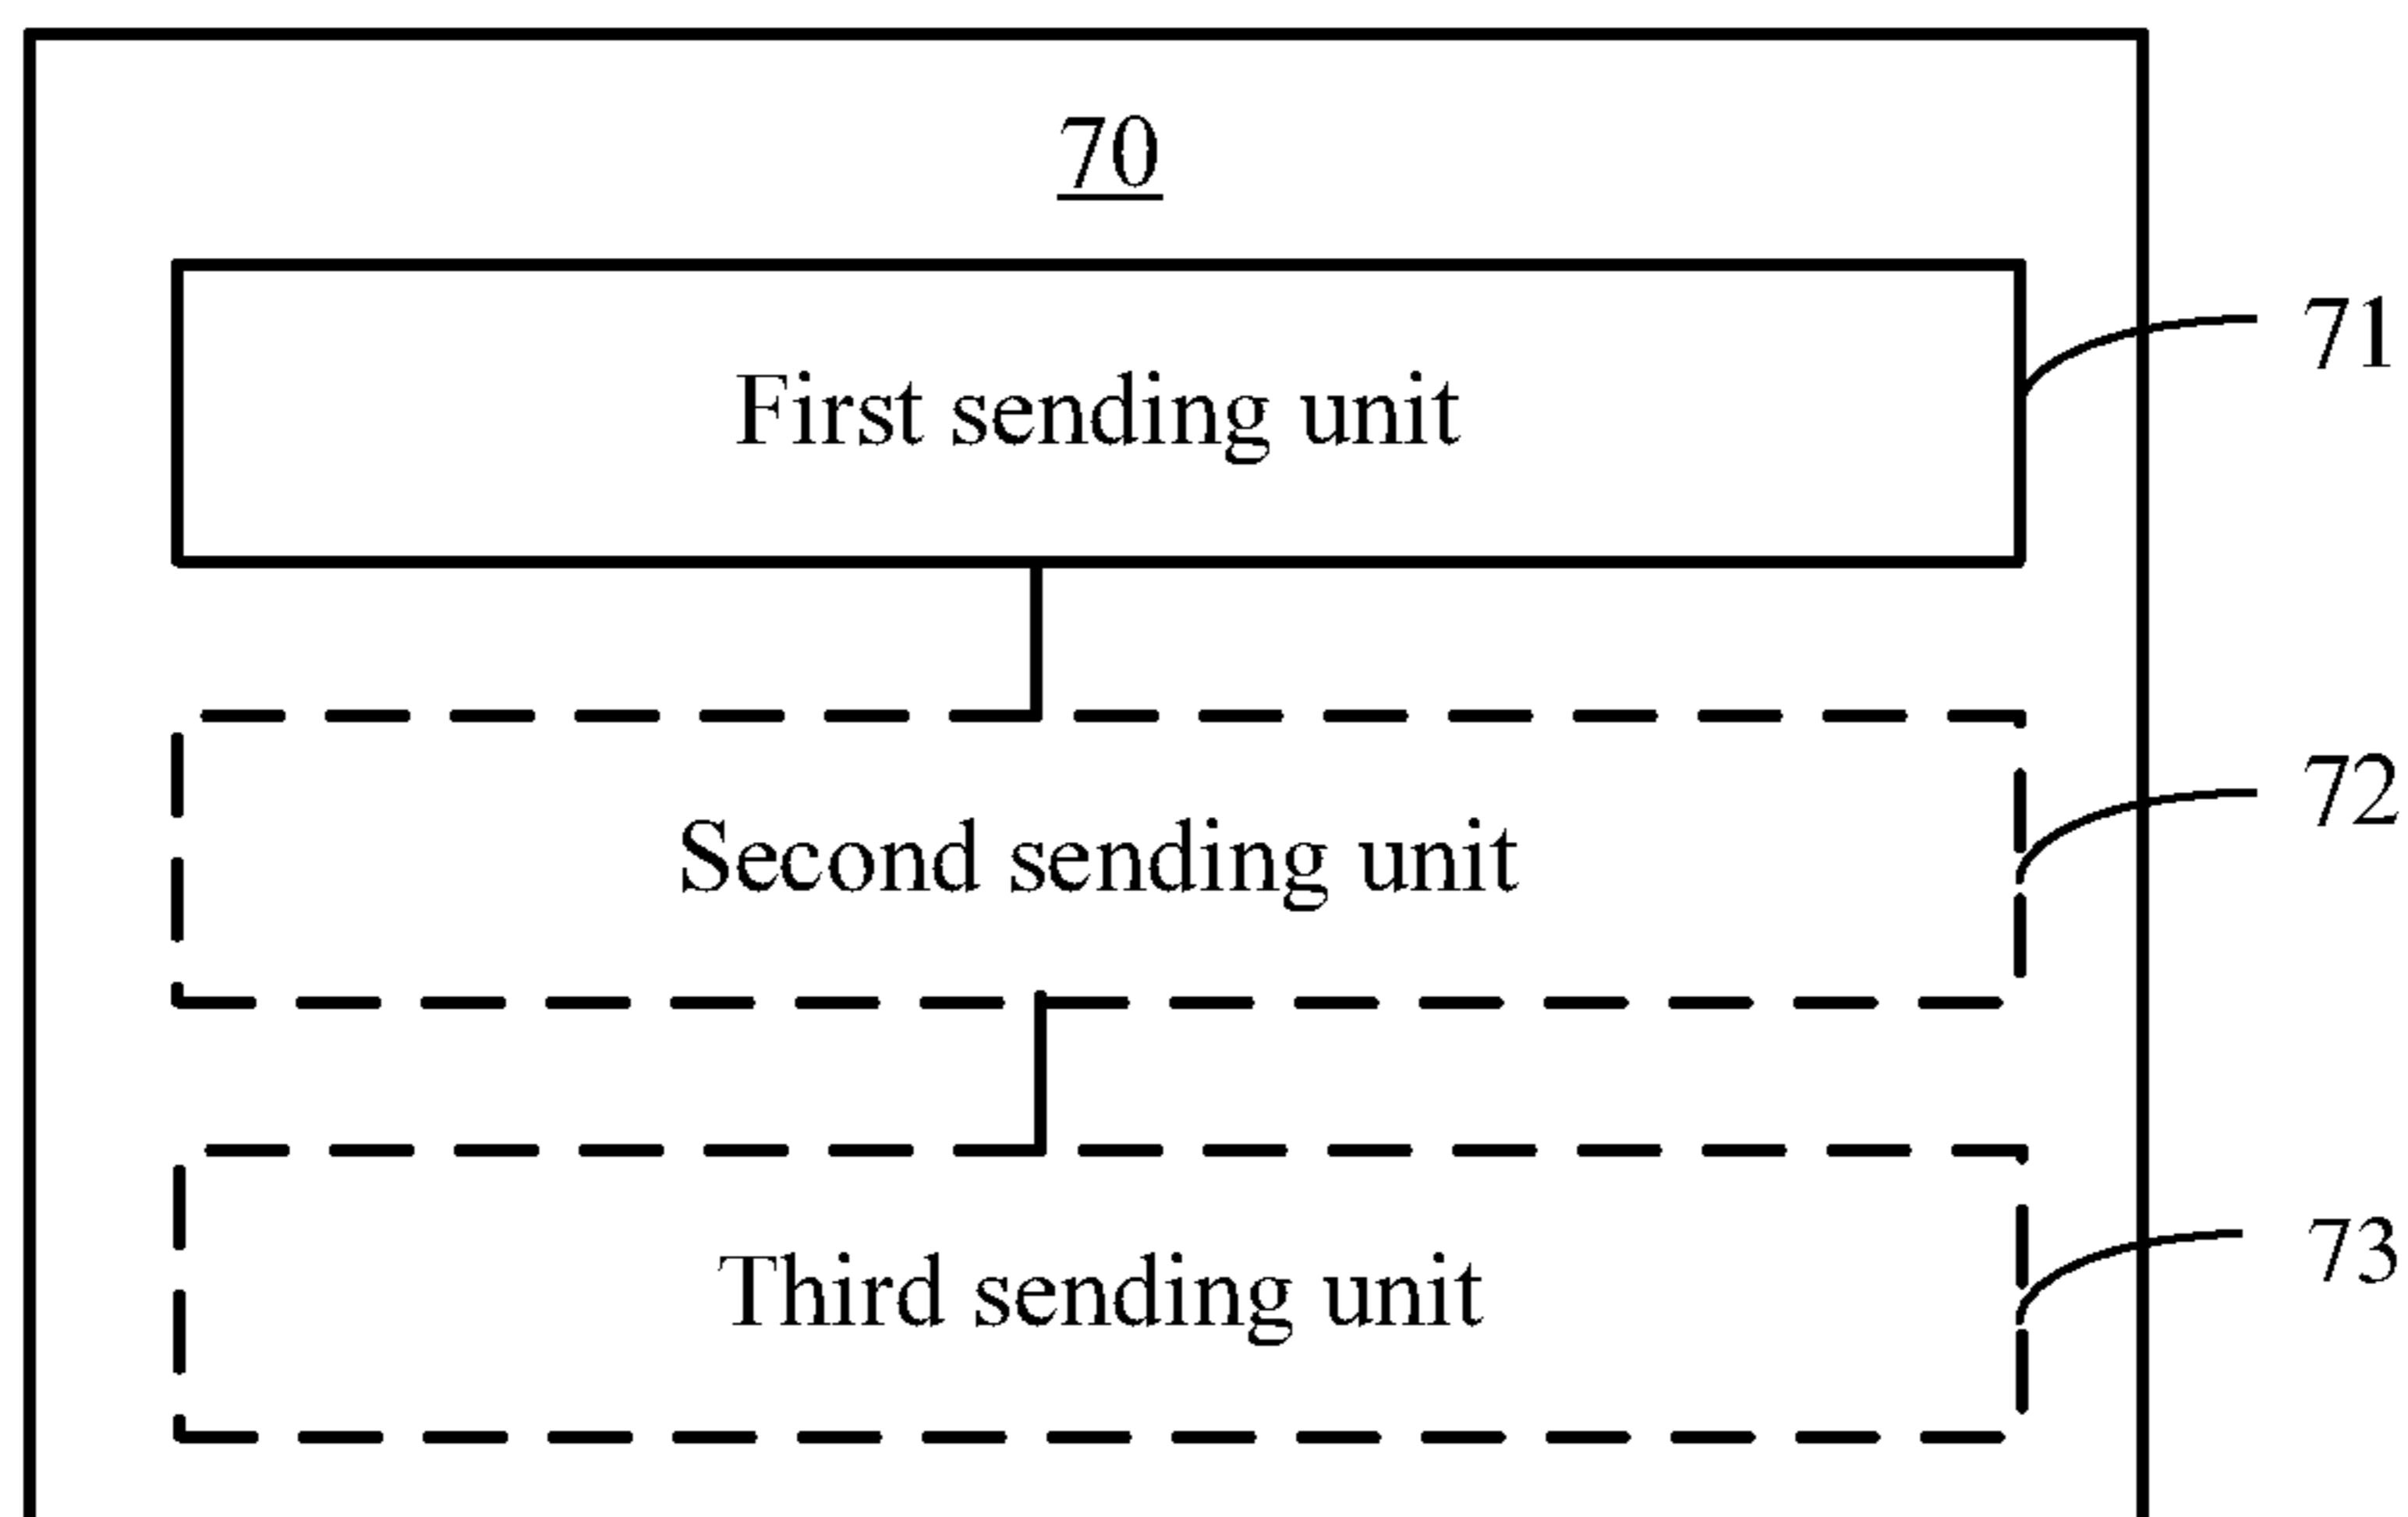 70
First sending unit
71
Second sending unit
72
Third sending unit
73